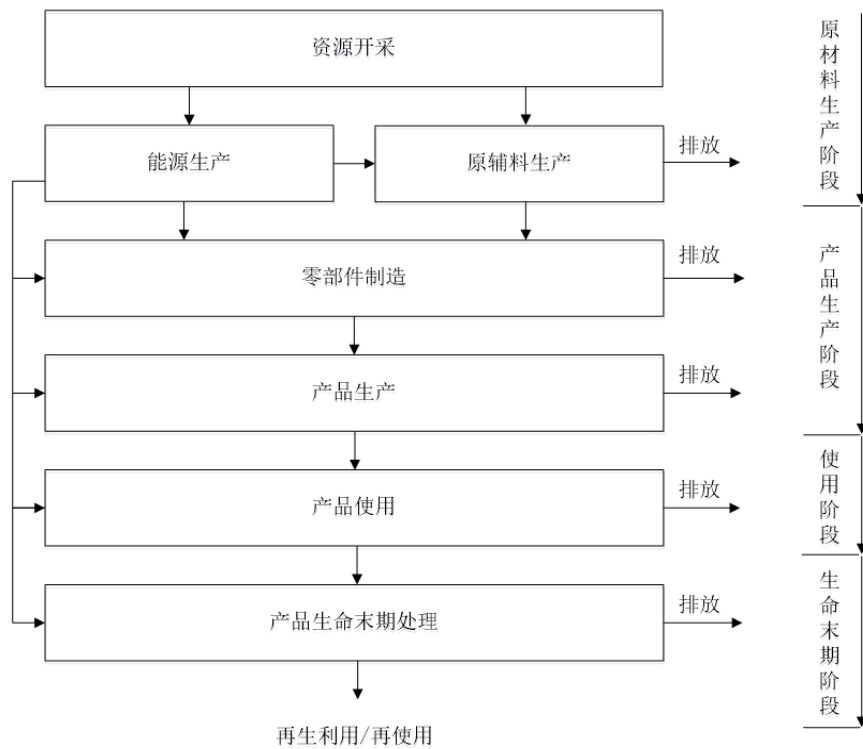 资源开采
能源生产
原辅料生产
排放
原材料生产阶段
零部件制造
排放
产品生产
排放
产品生产阶段
产品使用
排放
使用阶段
产品生命末期处理
排放
生命末期阶段
再生利用/再使用